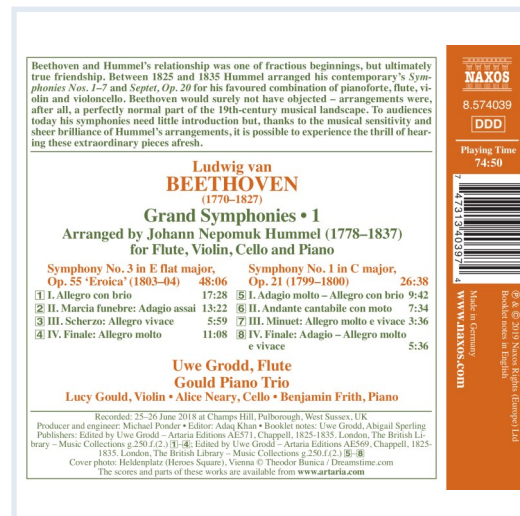 Beethoven and Hummel's relationship was one of fractious beginnings, but ultimately
true friendship. Between 1825 and 1835 Hummel arranged his contemporary's Sym-
phonies Nos. 1–7 and Septet, Op. 20 for his favoured combination of pianoforte, flute, vi-
olin and violoncello. Beethoven would surely not have objected – arrangements were,
after all, a perfectly normal part of the 19th-century musical landscape. To audiences
today his symphonies need little introduction but, thanks to the musical sensitivity and
sheer brilliance of Hummel's arrangements, it is possible to experience the thrill of hear-
ing these extraordinary pieces afresh.
Ludwig van
BEETHOVEN
(1770–1827)
Grand Symphonies • 1
Arranged by Johann Nepomuk Hummel (1778–1837)
for Flute, Violin, Cello and Piano
Symphony No. 3 in E flat major,
Op. 55 'Eroica' (1803–04) 48:06
1 I. Allegro con brio 17:28
2 II. Marcia funebre: Adagio assai 13:22
3 III. Scherzo: Allegro vivace 5:59
4 IV. Finale: Allegro molto 11:08
Symphony No. 1 in C major,
Op. 21 (1799–1800) 26:38
5 I. Adagio molto – Allegro con brio 9:42
6 II. Andante cantabile con moto 7:34
7 III. Minuet: Allegro molto e vivace 3:36
8 IV. Finale: Adagio – Allegro molto
e vivace 5:36
Uwe Grodd, Flute
Gould Piano Trio
Lucy Gould, Violin • Alice Neary, Cello • Benjamin Frith, Piano
Recorded: 25–26 June 2018 at Champs Hill, Pulborough, West Sussex, UK
Producer and engineer: Michael Ponder • Editor: Adaq Khan • Booklet notes: Uwe Grodd, Abigail Sperling
Publishers: Edited by Uwe Grodd – Artaria Editions AE571, Chappell, 1825-1835. London, The British Li-
brary – Music Collections g.250.f.(2.) 1–4; Edited by Uwe Grodd – Artaria Editions AE569, Chappell, 1825-
1835. London, The British Library – Music Collections g.250.f.(2.) 5–8
Cover photo: Heldenplatz (Heroes Square), Vienna © Theodor Bunica / Dreamstime.com
The scores and parts of these works are available from www.artaria.com
NAXOS
8.574039
DDD
Playing Time
74:50
7 47313 40397 4
℗ & © 2019 Naxos Rights (Europe) Ltd
Booklet notes in English
Made in Germany
www.naxos.com